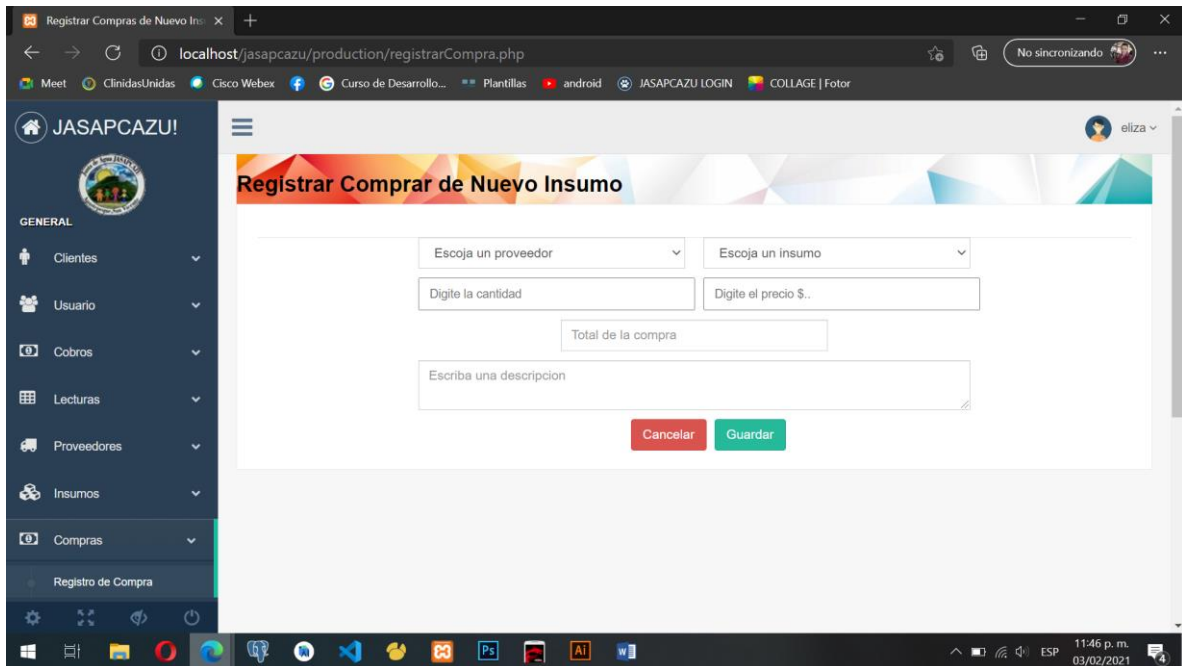 Registrar Compras de Nuevo Ins
localhost/jasapcazu/production/registrarCompra.php
No sincronizando
Meet ClinidasUnidas Cisco Webex Curso de Desarrollo... Plantillas android JASAPCAZU LOGIN COLLAGE | Fotor
JASAPCAZU!
eliza
Registrar Comprar de Nuevo Insumo
GENERAL
Clientes
Usuario
Cobros
Lecturas
Proveedores
Insumos
Compras
Registro de Compra
Escoja un proveedor
Escoja un insumo
Digite la cantidad
Digite el precio $..
Total de la compra
Escriba una descripcion
Cancelar
Guardar
Ps
Ai
ESP
11:46 p. m.
03/02/2021
4